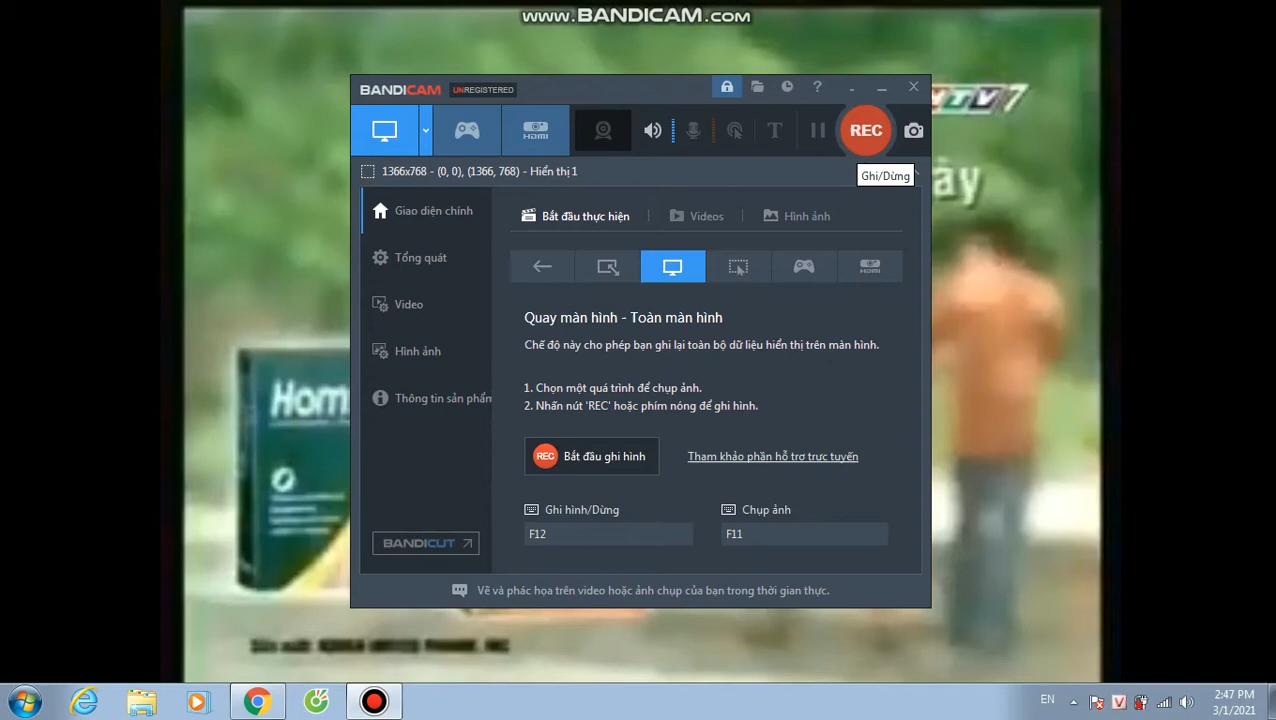 www.BANDICAM.com
BANDICAM UNREGISTERED
HTV7
HDMI
REC
1366x768 - (0, 0), (1366, 768) - Hiển thị 1
Ghi/Dừng
Giao diện chính
Tổng quát
Video
Hình ảnh
Thông tin sản phẩm
BANDICUT
Bắt đầu thực hiện
Videos
Hình ảnh
HDMI
Quay màn hình - Toàn màn hình
Chế độ này cho phép bạn ghi lại toàn bộ dữ liệu hiển thị trên màn hình.
1. Chọn một quá trình để chụp ảnh.
2. Nhấn nút 'REC' hoặc phím nóng để ghi hình.
REC Bắt đầu ghi hình
Tham khảo phần hỗ trợ trực tuyến
Ghi hình/Dừng
Chụp ảnh
F12
F11
Vẽ và phác họa trên video hoặc ảnh chụp của bạn trong thời gian thực.
Hom
EN
2:47 PM
3/1/2021